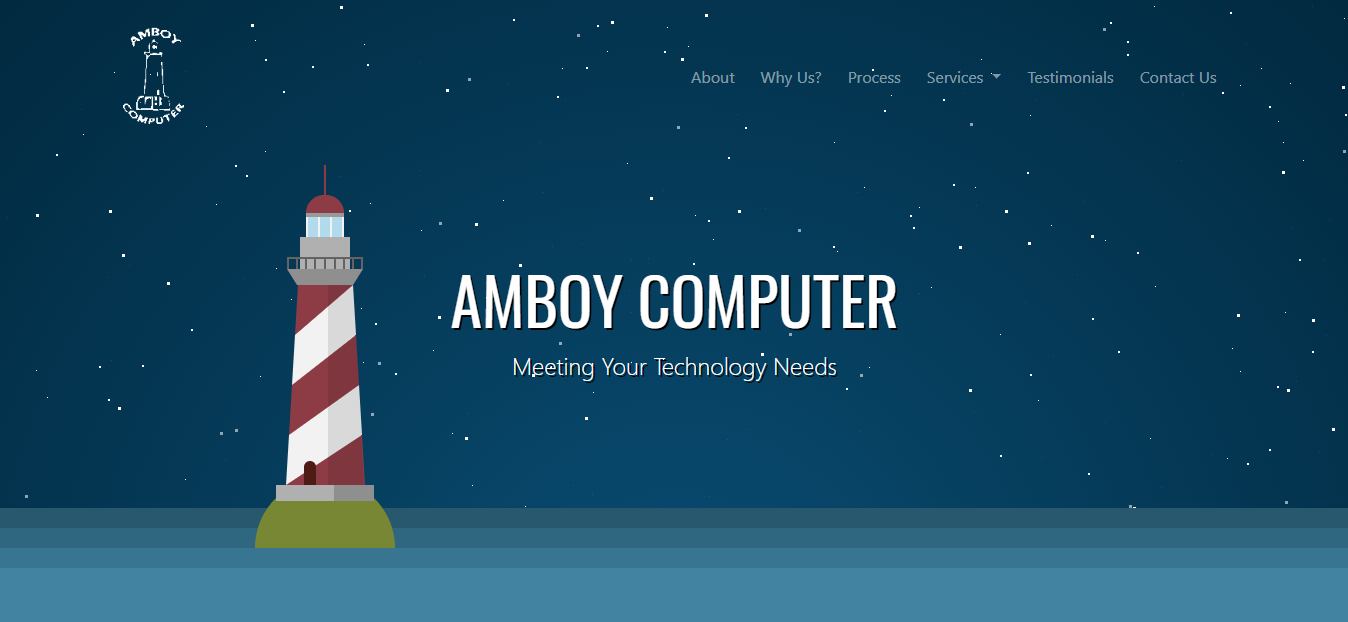 AMBOY
COMPUTER
About Why Us? Process Services Testimonials Contact Us
AMBOY COMPUTER
Meeting Your Technology Needs